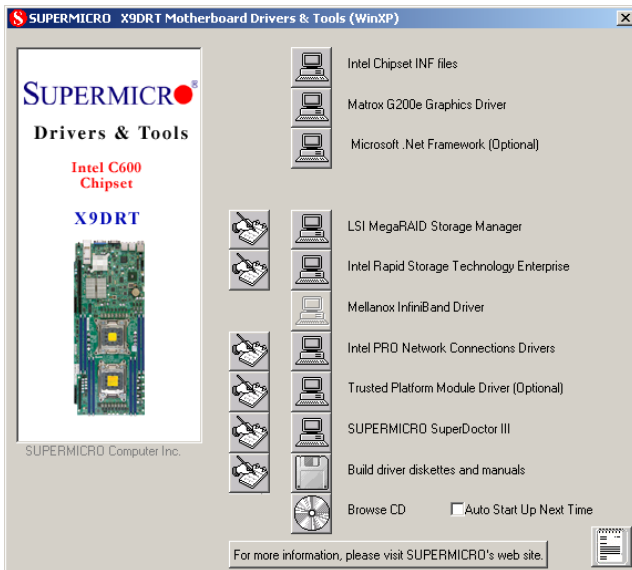 SUPERMICRO X9DRT Motherboard Drivers & Tools (WinXP)
SUPERMICRO®
Drivers & Tools
Intel C600
Chipset
X9DRT
SUPERMICRO Computer Inc.
Intel Chipset INF files
Matrox G200e Graphics Driver
Microsoft .Net Framework (Optional)
LSI MegaRAID Storage Manager
Intel Rapid Storage Technology Enterprise
Mellanox InfiniBand Driver
Intel PRO Network Connections Drivers
Trusted Platform Module Driver (Optional)
SUPERMICRO SuperDoctor III
Build driver diskettes and manuals
Browse CD
Auto Start Up Next Time
For more information, please visit SUPERMICRO's web site.